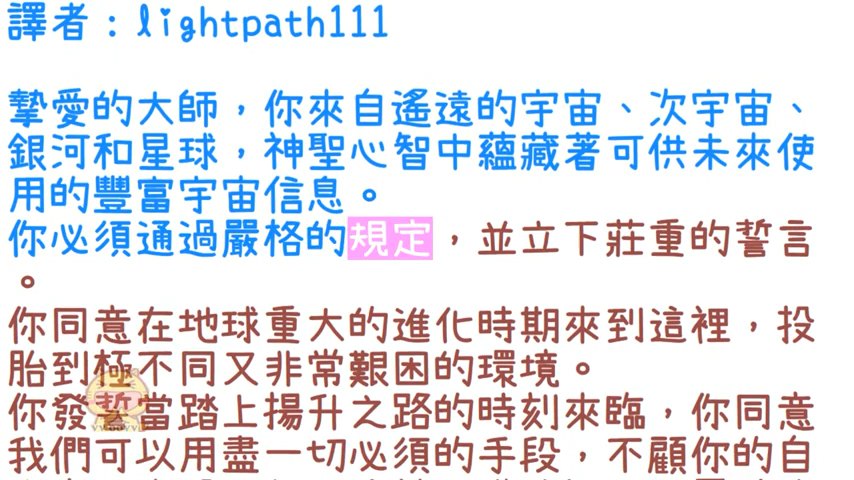 譯者：lightpath111
摯愛的大師，你來自遙遠的宇宙、次宇宙、
銀河和星球，神聖心智中蘊藏著可供未來使
用的豐富宇宙信息。
你必須通過嚴格的規定，並立下莊重的誓言
。
你同意在地球重大的進化時期來到這裡，投
胎到極不同又非常艱困的環境。
你發誓當踏上揚升之路的時刻來臨，你同意
我們可以用盡一切必須的手段，不顧你的自